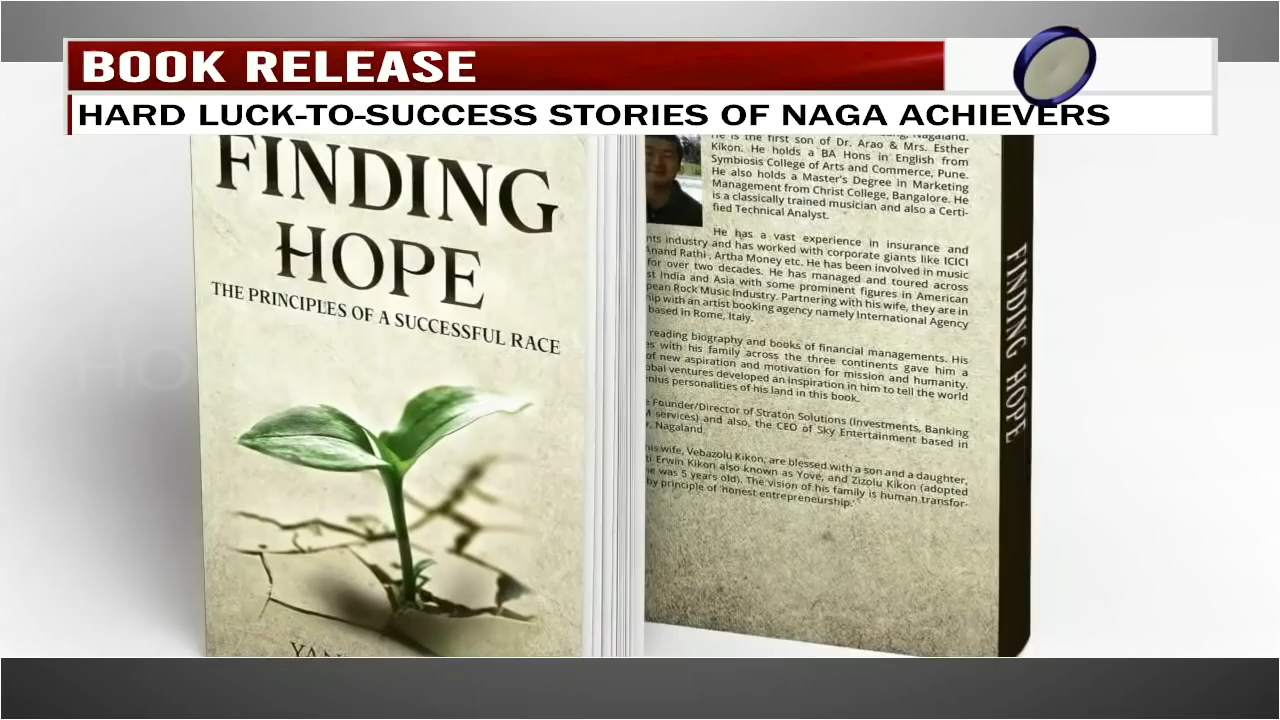 BOOK RELEASE
HARD LUCK-TO-SUCCESS STORIES OF NAGA ACHIEVERS
FINDING
HOPE
THE PRINCIPLES OF A SUCCESSFUL RACE
Nagaland.
He is the first son of Dr. Arao & Mrs. Esther
Kikon. He holds a BA Hons in English from
Symbiosis College of Arts and Commerce, Pune.
He also holds a Master's Degree in Marketing
Management from Christ College, Bangalore. He
is a classically trained musician and also a Certi-
fied Technical Analyst.
He has a vast experience in insurance and
nts industry and has worked with corporate giants like ICICI
Anand Rathi, Artha Money etc. He has been involved in music
for over two decades. He has managed and toured across
st India and Asia with some prominent figures in American
pean Rock Music Industry. Partnering with his wife, they are in
ip with an artist booking agency namely International Agency
based in Rome, Italy.
reading biography and books of financial managements. His
es with his family across the three continents gave him a
of new aspiration and motivation for mission and humanity.
obal ventures developed an inspiration in him to tell the world
nius personalities of his land in this book.
Founder/Director of Straton Solutions (Investments, Banking
M services) and also, the CEO of Sky Entertainment based in
r, Nagaland.
his wife, Vebazolu Kikon, are blessed with a son and a daughter,
ti Erwin Kikon also known as Yove, and Zizolu Kikon (adopted
he was 5 years old). The vision of his family is human transfor-
by principle of 'honest entrepreneurship.'
FINDING HOPE